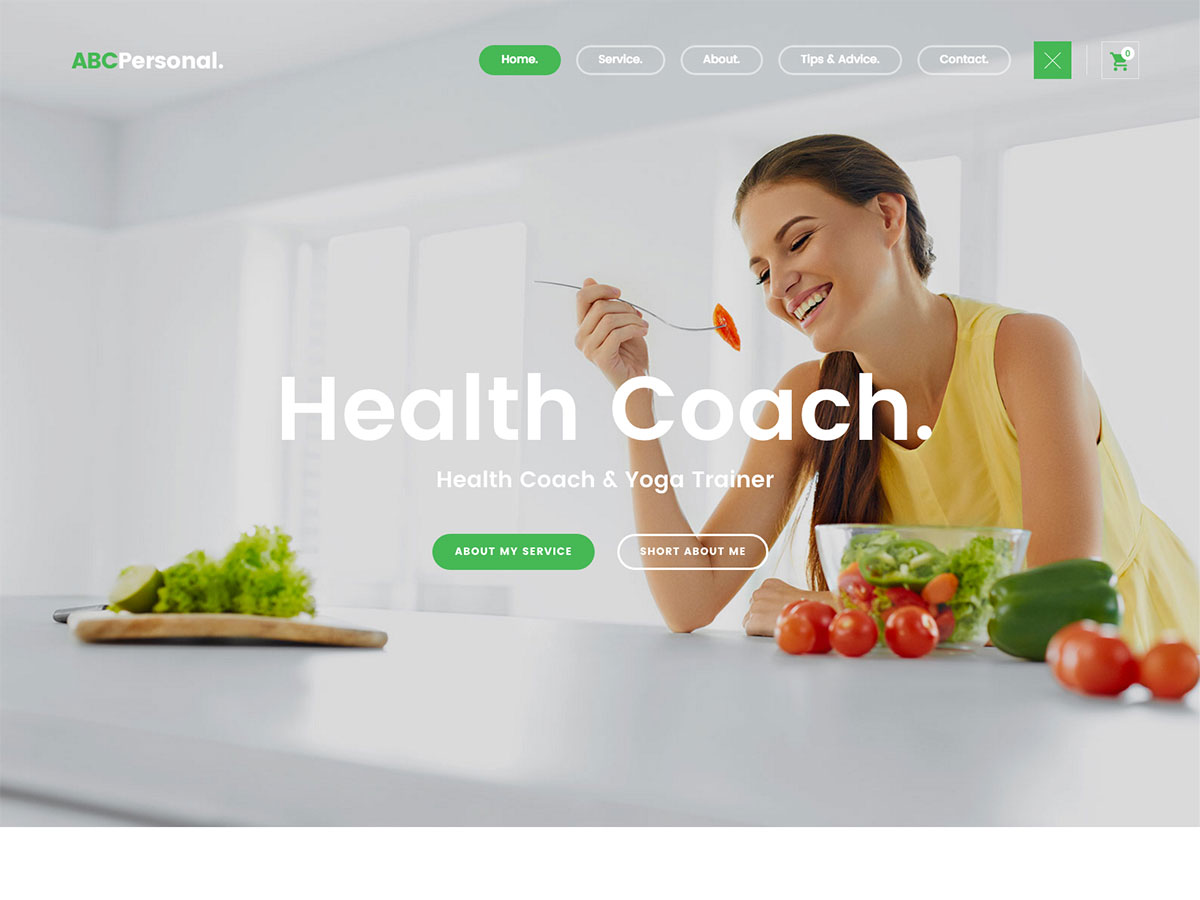 ABCPersonal.
Home. Service. About. Tips & Advice. Contact. 0
Health Coach.
Health Coach & Yoga Trainer
ABOUT MY SERVICE SHORT ABOUT ME